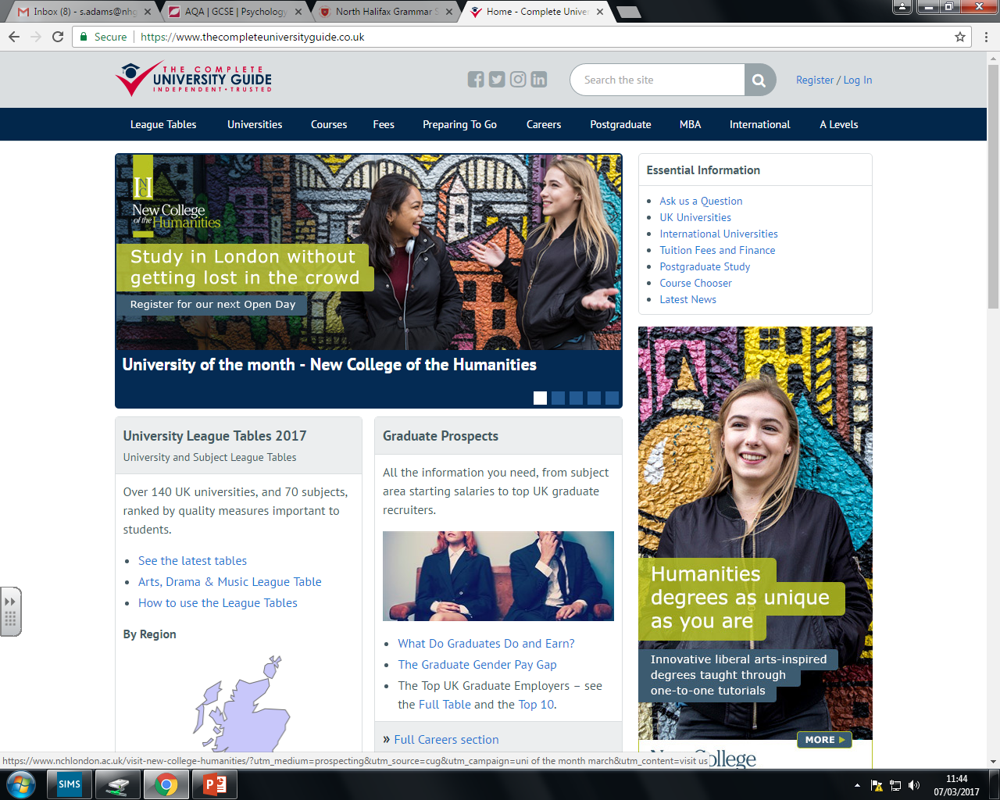 Inbox (8) - s.adams@nhg
AQA | GCSE | Psychology
North Halifax Grammar S
Home - Complete Univer
Secure
https://www.thecompleteuniversityguide.co.uk
THE COMPLETE
UNIVERSITY GUIDE
INDEPENDENT • TRUSTED
Search the site
Register / Log In
League Tables
Universities
Courses
Fees
Preparing To Go
Careers
Postgraduate
MBA
International
A Levels
New College
of the Humanities
Study in London without
getting lost in the crowd
Register for our next Open Day
University of the month - New College of the Humanities
Essential Information
Ask us a Question
UK Universities
International Universities
Tuition Fees and Finance
Postgraduate Study
Course Chooser
Latest News
University League Tables 2017
University and Subject League Tables
Over 140 UK universities, and 70 subjects,
ranked by quality measures important to
students.
See the latest tables
Arts, Drama & Music League Table
How to use the League Tables
By Region
Graduate Prospects
All the information you need, from subject
area starting salaries to top UK graduate
recruiters.
What Do Graduates Do and Earn?
The Graduate Gender Pay Gap
The Top UK Graduate Employers – see
the Full Table and the Top 10.
» Full Careers section
Humanities
degrees as unique
as you are
Innovative liberal arts-inspired
degrees taught through
one-to-one tutorials
MORE
New College
https://www.nchlondon.ac.uk/visit-new-college-humanities/?utm_medium=prospecting&utm_source=cug&utm_campaign=uni of the month march&utm_content=visit us
SIMS
11:44
07/03/2017